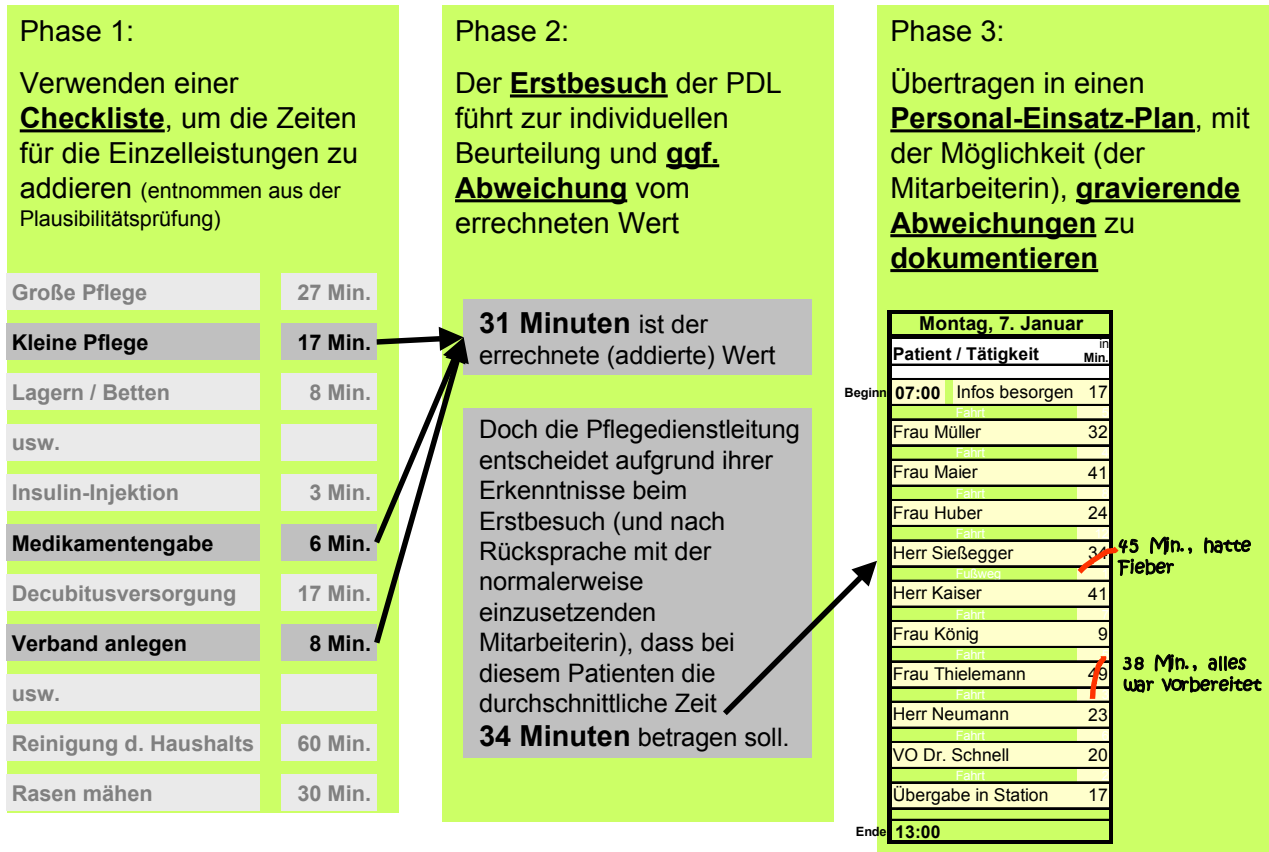 Phase 1:
Verwenden einer
Checkliste, um die Zeiten
für die Einzelleistungen zu
addieren (entnommen aus der
Plausibilitätsprüfung)
Große Pflege 27 Min.
Kleine Pflege 17 Min.
Lagern / Betten 8 Min.
usw.
Insulin-Injektion 3 Min.
Medikamentengabe 6 Min.
Decubitusversorgung 17 Min.
Verband anlegen 8 Min.
usw.
Reinigung d. Haushalts 60 Min.
Rasen mähen 30 Min.
Phase 2:
Der Erstbesuch der PDL
führt zur individuellen
Beurteilung und ggf.
Abweichung vom
errechneten Wert
31 Minuten ist der
errechnete (addierte) Wert
Doch die Pflegedienstleitung
entscheidet aufgrund ihrer
Erkenntnisse beim
Erstbesuch (und nach
Rücksprache mit der
normalerweise
einzusetzenden
Mitarbeiterin), dass bei
diesem Patienten die
durchschnittliche Zeit
34 Minuten betragen soll.
Phase 3:
Übertragen in einen
Personal-Einsatz-Plan, mit
der Möglichkeit (der
Mitarbeiterin), gravierende
Abweichungen zu
dokumentieren
Montag, 7. Januar
Patient / Tätigkeit in Min.
Beginn 07:00 Infos besorgen 17
Fahrt
Frau Müller 32
Fahrt
Frau Maier 41
Fahrt
Frau Huber 24
Fahrt
Herr Sießegger 34
Fußweg
Herr Kaiser 41
Fahrt
Frau König 9
Fahrt
Frau Thielemann 49
Fahrt
Herr Neumann 23
Fahrt
VO Dr. Schnell 20
Fahrt
Übergabe in Station 17
Ende 13:00
45 Min., hatte
Fieber
38 Min., alles
war vorbereitet